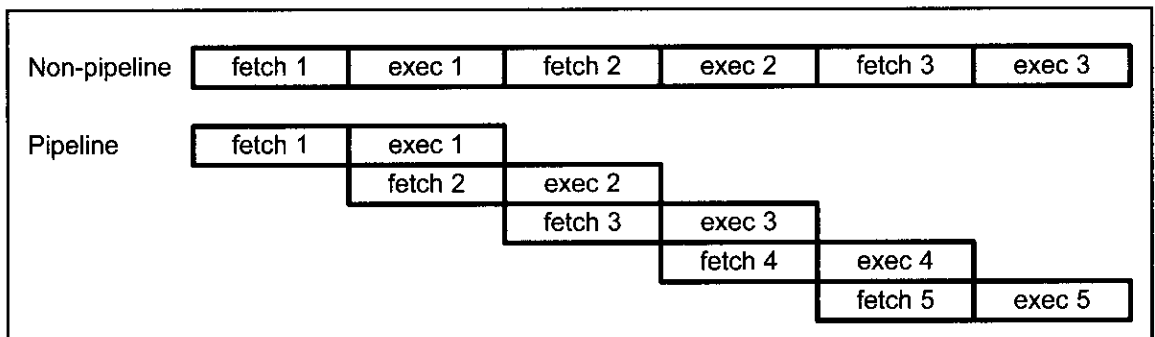 Non-pipeline fetch 1 exec 1 fetch 2 exec 2 fetch 3 exec 3
Pipeline fetch 1 exec 1
fetch 2 exec 2
fetch 3 exec 3
fetch 4 exec 4
fetch 5 exec 5